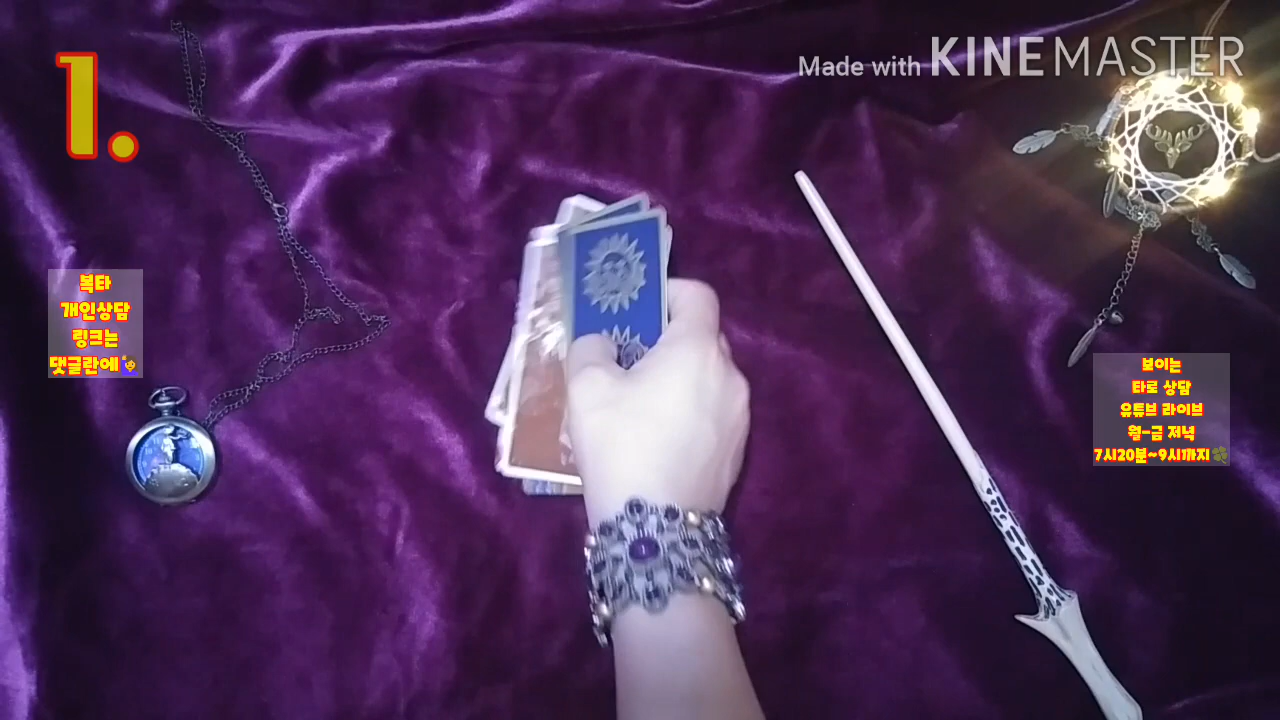 1.
Made with KINEMASTER
복타
개인상담
링크는
댓글란에🙋‍♀️
보이는
타로 상담
유튜브 라이브
월-금 저녁
7시20분~9시까지🍀